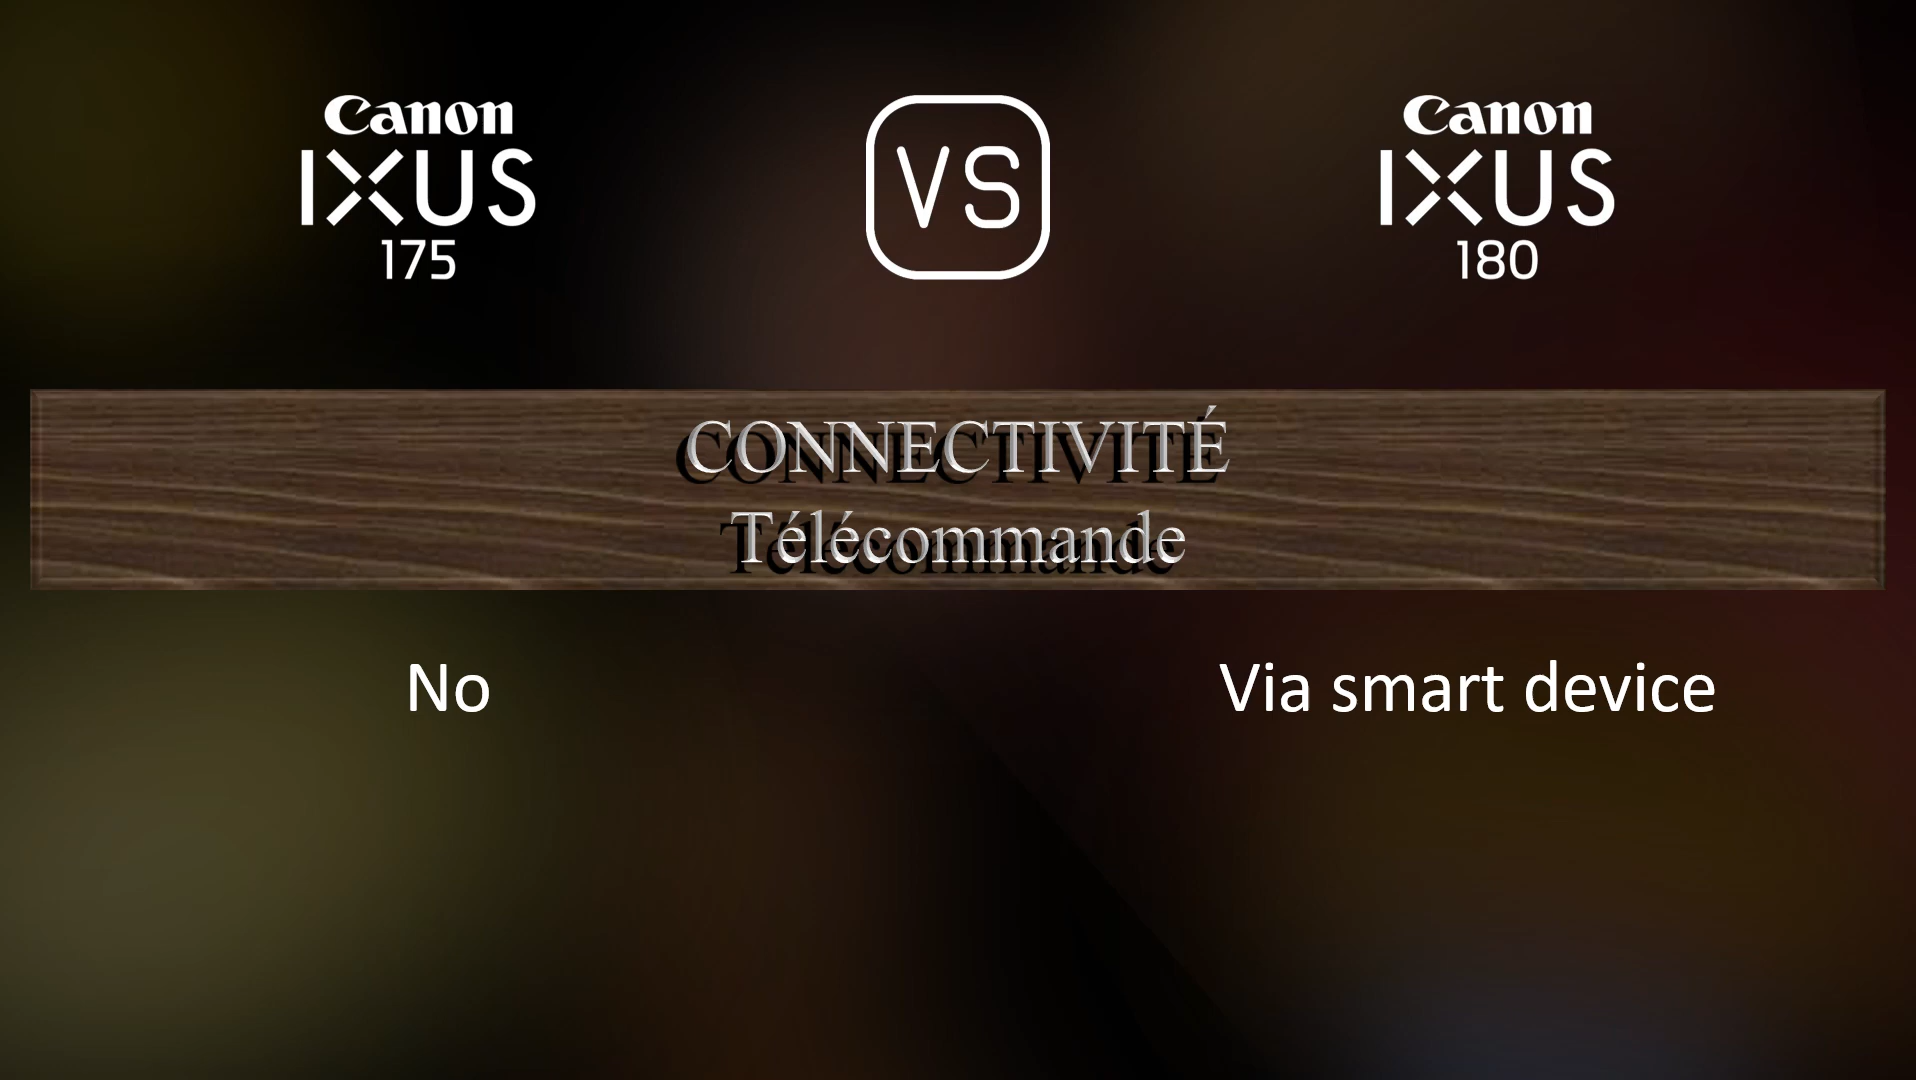 Canon
IXUS
175
VS
Canon
IXUS
180
CONNECTIVITÉ
Télécommande
No
Via smart device